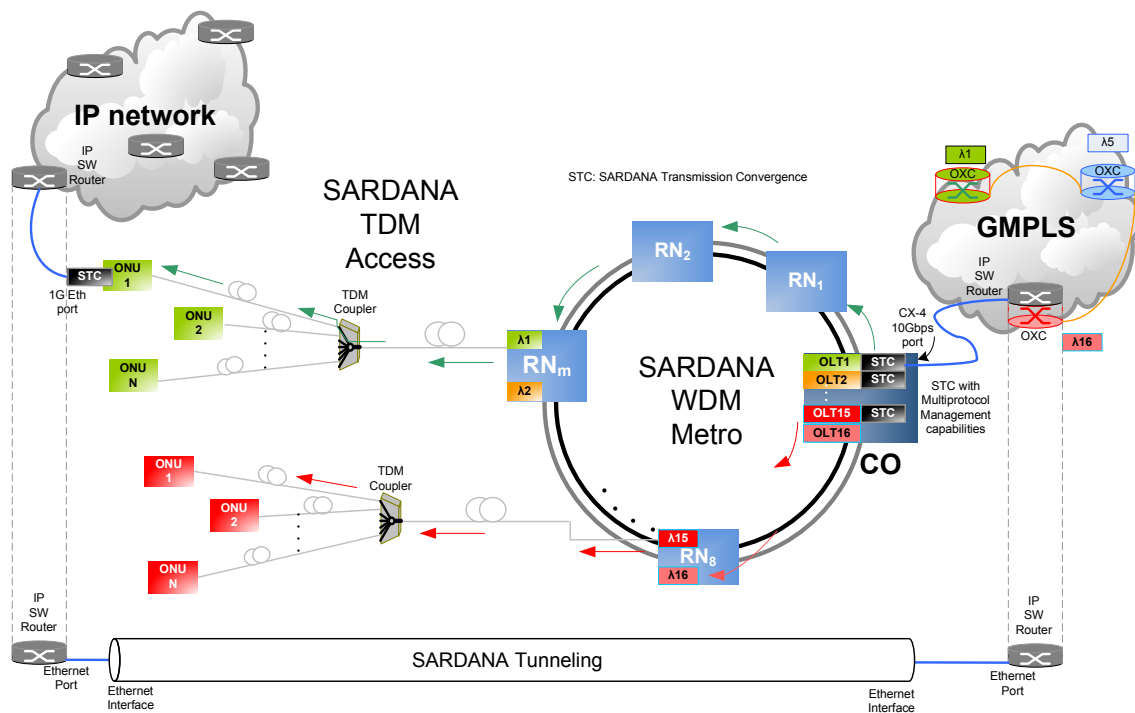 IP network
IP
SW
Router
STC
ONU
1
1G Eth
port
ONU
2
ONU
N
SARDANA
TDM
Access
TDM
Coupler
STC: SARDANA Transmission Convergence
RN2
RN1
λ1
RNm
λ2
SARDANA
WDM
Metro
λ1
OXC
λ5
OXC
GMPLS
IP
SW
Router
OXC
λ16
CX-4
10Gbps
port
OLT1 STC
OLT2 STC
OLT15 STC
OLT16
CO
STC with
Multiprotocol
Management
capabilities
ONU
1
ONU
2
ONU
N
TDM
Coupler
λ15
RN8
λ16
IP
SW
Router
Ethernet
Port
Ethernet
Interface
SARDANA Tunneling
Ethernet
Interface
IP
SW
Router
Ethernet
Port